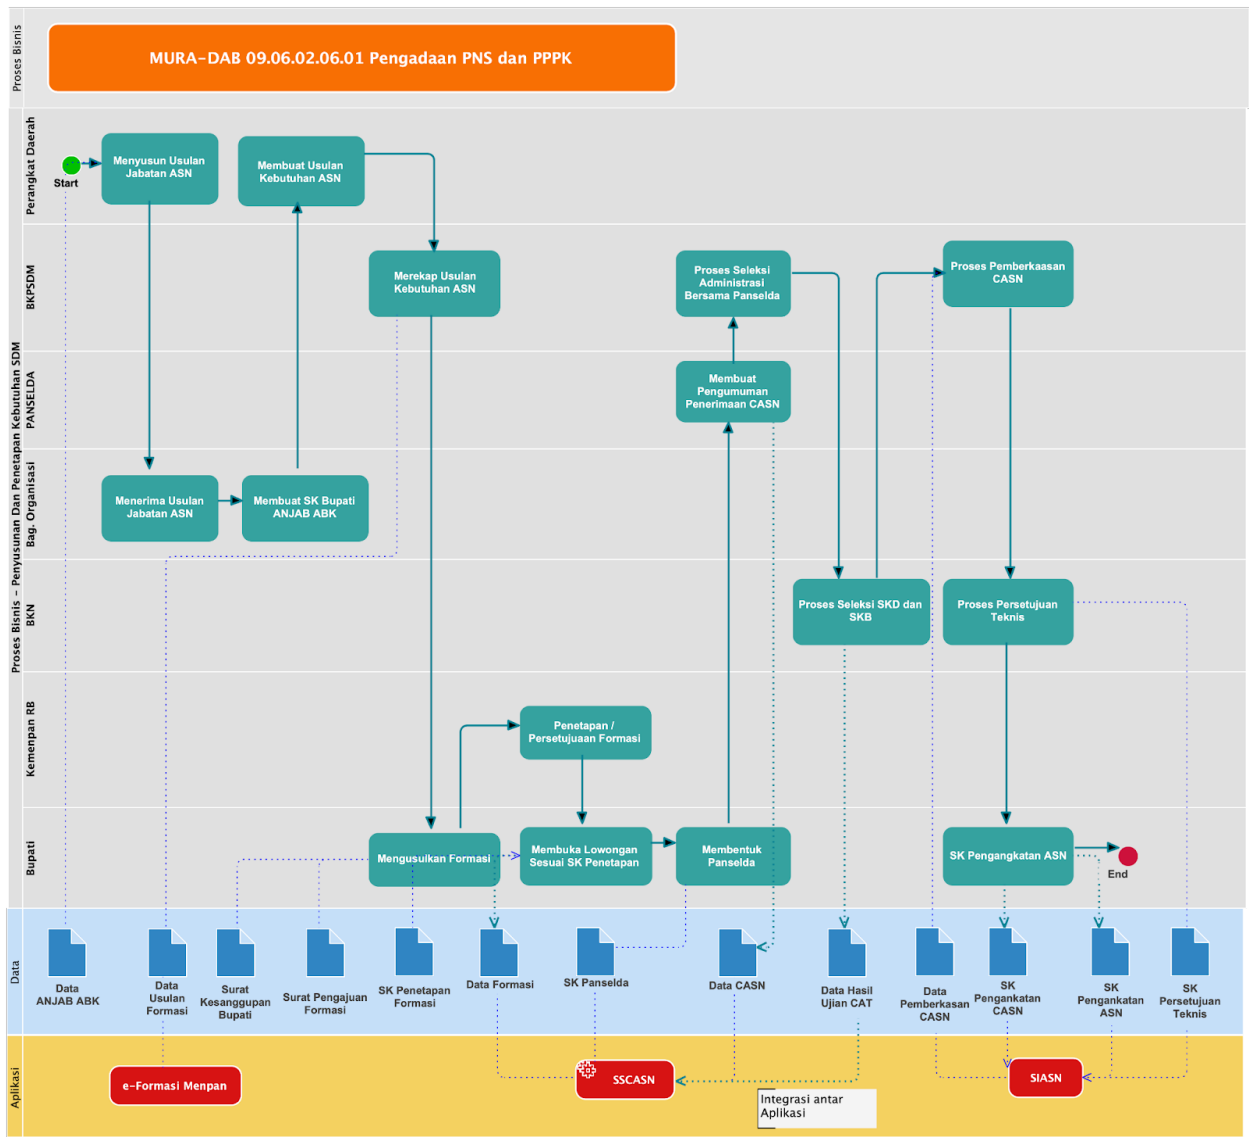 Proses Bisnis
MURA-DAB 09.06.02.06.01 Pengadaan PNS dan PPPK
Proses Bisnis - Penyusunan Dan Penetapan Kebutuhan SDM
Perangkat Daerah
Start
Menyusun Usulan
Jabatan ASN
Membuat Usulan
Kebutuhan ASN
BKPSDM
Merekap Usulan
Kebutuhan ASN
Proses Seleksi
Administrasi
Bersama Panselda
Proses Pemberkaasan
CASN
PANSELDA
Membuat
Pengumuman
Penerimaan CASN
Bag. Organisasi
Menerima Usulan
Jabatan ASN
Membuat SK Bupati
ANJAB ABK
BKN
Proses Seleksi SKD dan
SKB
Proses Persetujuan
Teknis
Kemenpan RB
Penetapan /
Persetujuaan Formasi
Bupati
Mengusulkan Formasi
Membuka Lowongan
Sesuai SK Penetapan
Membentuk
Panselda
SK Pengangkatan ASN
End
Data
Data
ANJAB ABK
Data
Usulan
Formasi
Surat
Kesanggupan
Bupati
Surat Pengajuan
Formasi
SK Penetapan
Formasi
Data Formasi
SK Panselda
Data CASN
Data Hasil
Ujian CAT
Data
Pemberkasan
CASN
SK
Pengankatan
CASN
SK
Pengankatan
ASN
SK
Persetujuan
Teknis
Aplikasi
e-Formasi Menpan
SSCASN
SIASN
Integrasi antar
Aplikasi